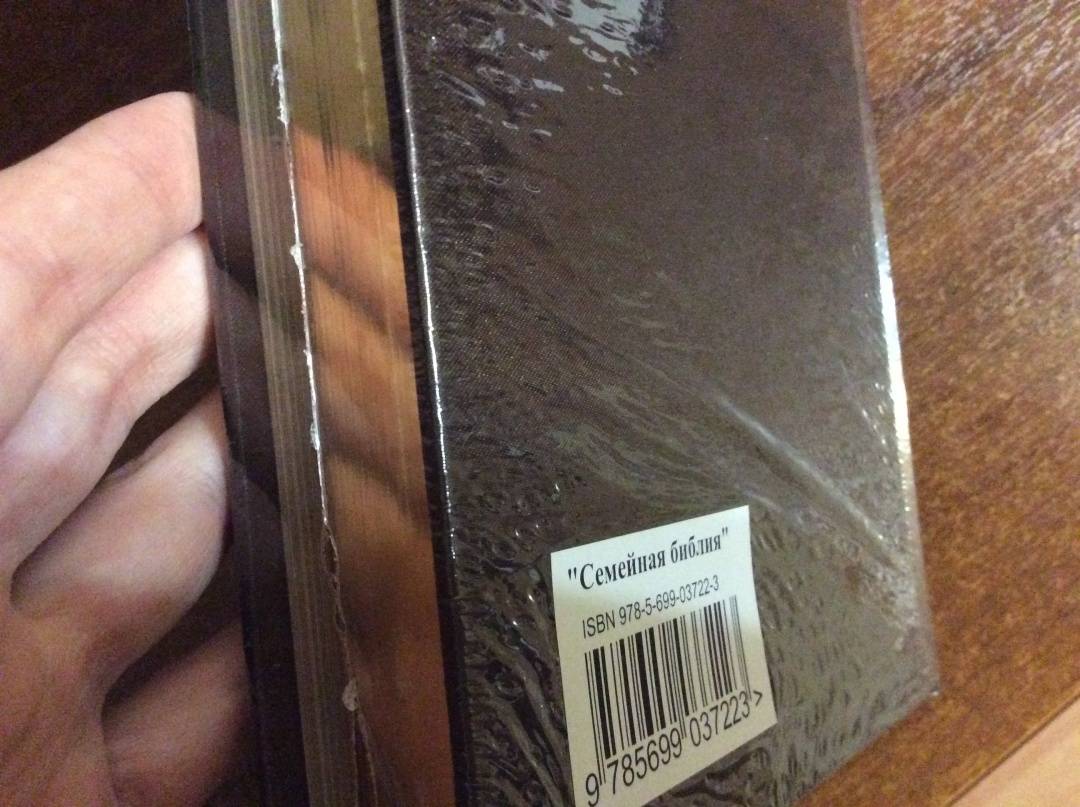 "Семейная библия"
ISBN 978-5-699-03722-3
9 785699 037223 >